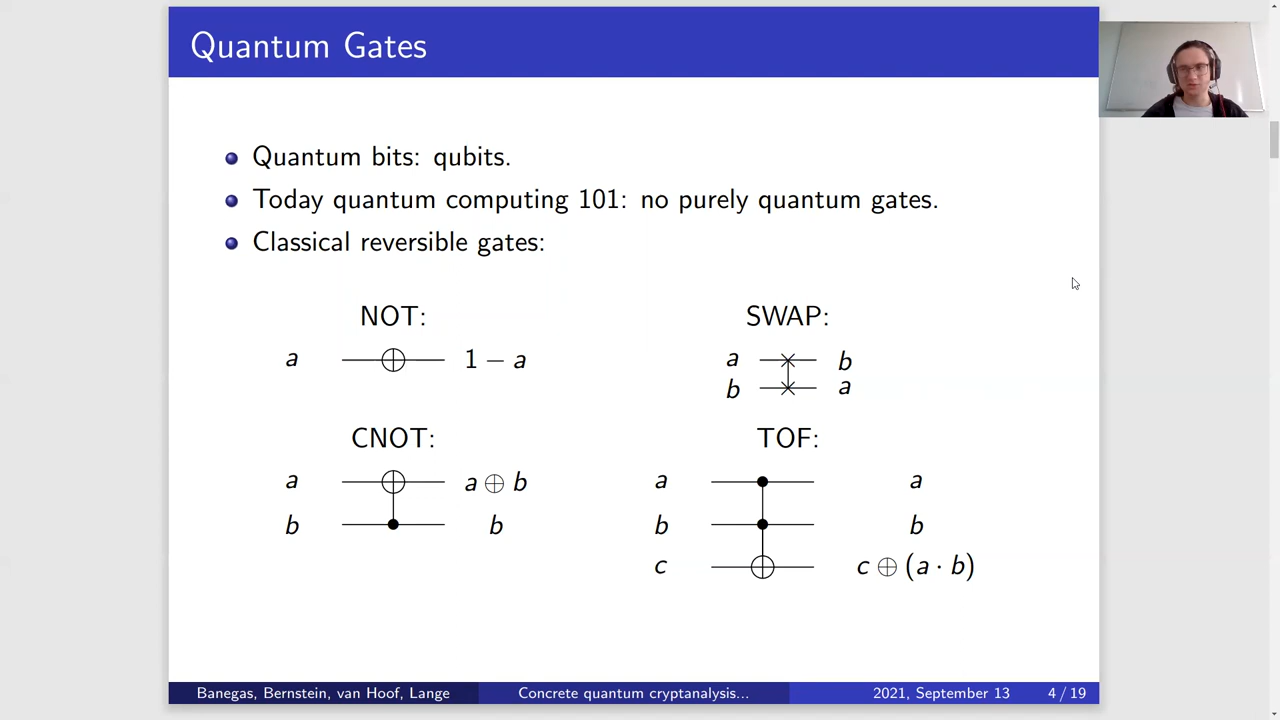 Quantum Gates
Quantum bits: qubits.
Today quantum computing 101: no purely quantum gates.
Classical reversible gates:
NOT:
a 1 − a
SWAP:
a b
b a
CNOT:
a a ⊕ b
b b
TOF:
a a
b b
c c ⊕ (a · b)
Banegas, Bernstein, van Hoof, Lange Concrete quantum cryptanalysis... 2021, September 13 4 / 19